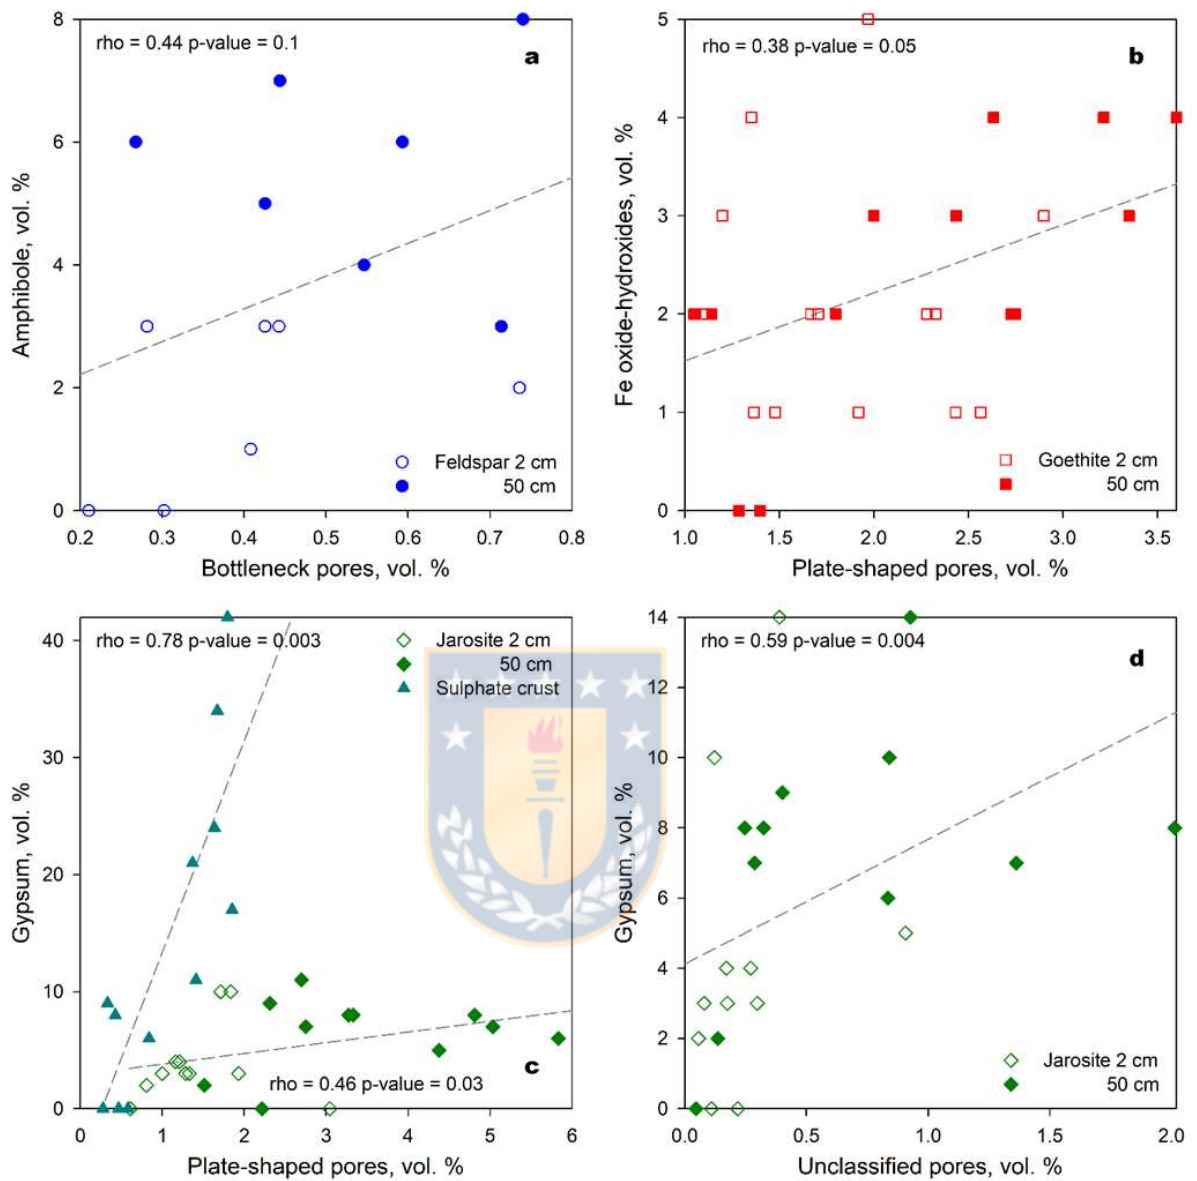 rho = 0.44 p-value = 0.1
a
8
6
4
2
0
Amphibole, vol. %
Feldspar 2 cm
50 cm
0.2 0.3 0.4 0.5 0.6 0.7 0.8
Bottleneck pores, vol. %
rho = 0.38 p-value = 0.05
b
5
4
3
2
1
0
Fe oxide-hydroxides, vol. %
Goethite 2 cm
50 cm
1.0 1.5 2.0 2.5 3.0 3.5
Plate-shaped pores, vol. %
rho = 0.78 p-value = 0.003
Jarosite 2 cm
50 cm
Sulphate crust
40
30
20
10
0
Gypsum, vol. %
c
rho = 0.46 p-value = 0.03
0 1 2 3 4 5 6
Plate-shaped pores, vol. %
rho = 0.59 p-value = 0.004
d
14
12
10
8
6
4
2
0
Gypsum, vol. %
Jarosite 2 cm
50 cm
0.0 0.5 1.0 1.5 2.0
Unclassified pores, vol. %